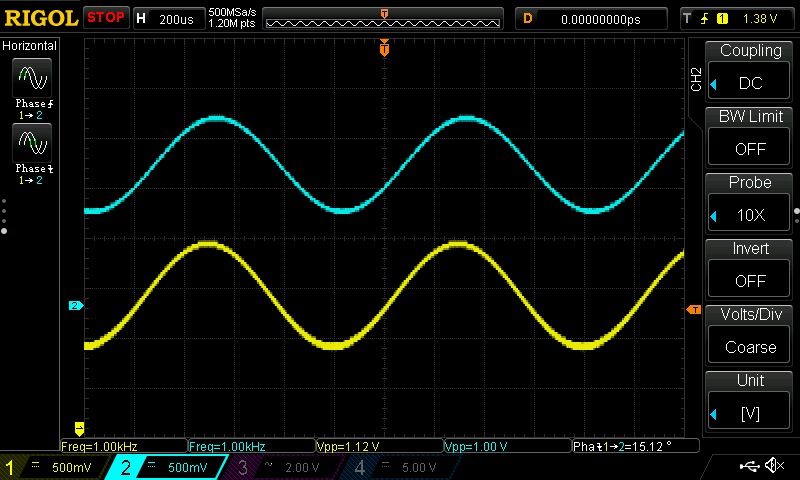 RIGOL STOP H 200us 500MSa/s 1.20M pts T D 0.00000000ps T 1 1.38 V
Horizontal
Phase
1→2
Phase
1→2
T
2
T
1
CH2
Coupling
DC
BW Limit
OFF
Probe
10X
Invert
OFF
Volts/Div
Coarse
Unit
[V]
Freq=1.00kHz Freq=1.00kHz Vpp=1.12 V Vpp=1.00 V Pha1→2=15.12 °
1 500mV 2 500mV 3 ~ 2.00 V 4 5.00 V